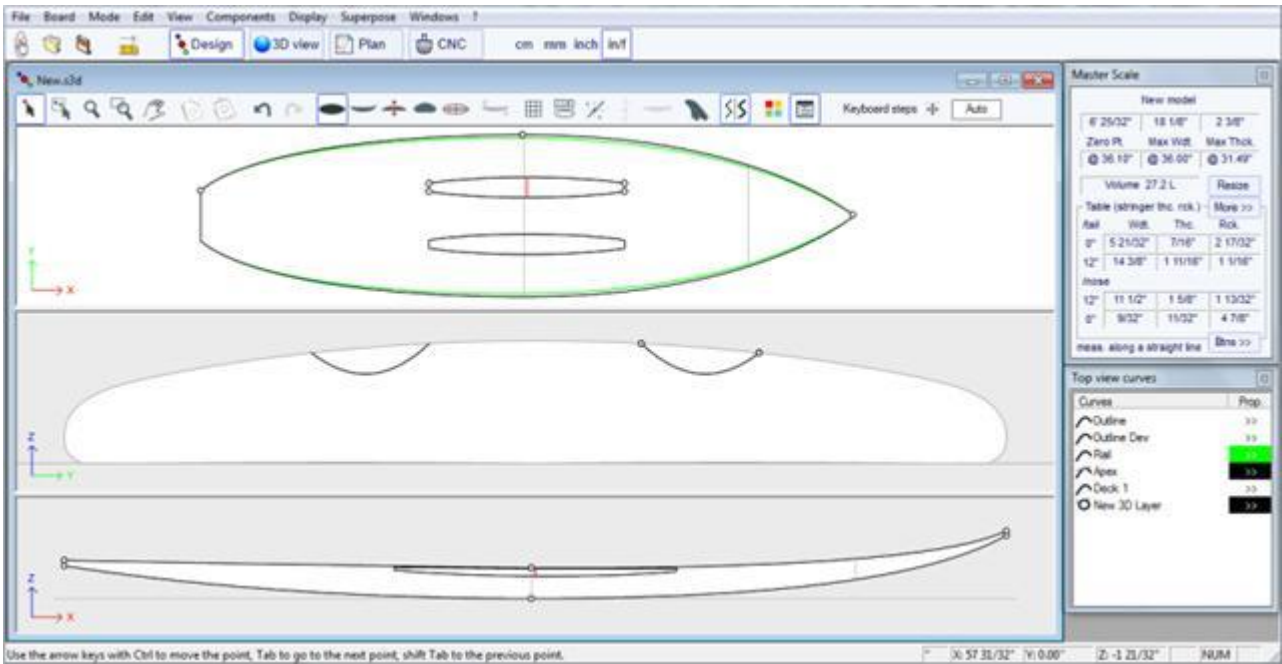 File Board Mode Edit View Components Display Superpose Windows ?
Design 3D view Plan CNC cm mm inch in/f
New.s3d
Keyboard steps Auto
Y
X
Z
Y
Z
X
Master Scale
New model
6' 25/32" 18 1/8" 2 3/8"
Zero Pt. Max Wdt. Max Thck.
@ 36.10" @ 36.00" @ 31.49"
Volume 27.2 L Resize
Table (stringer thc. rck.) More >>
/tail Wdt. Thc. Rck.
0" 5 21/32" 7/16" 2 17/32"
12" 14 3/8" 1 11/16" 1 1/16"
/nose
12" 11 1/2" 1 5/8" 1 13/32"
0" 9/32" 11/32" 4 7/8"
meas. along a straight line Btns >>
Top view curves
Curves Prop.
Outline >>
Outline Dev >>
Rail >>
Apex >>
Deck 1 >>
New 3D Layer >>
Use the arrow keys with Ctrl to move the point, Tab to go to the next point, shift Tab to the previous point. " X: 57 31/32" Y: 0.00" Z: -1 21/32" NUM